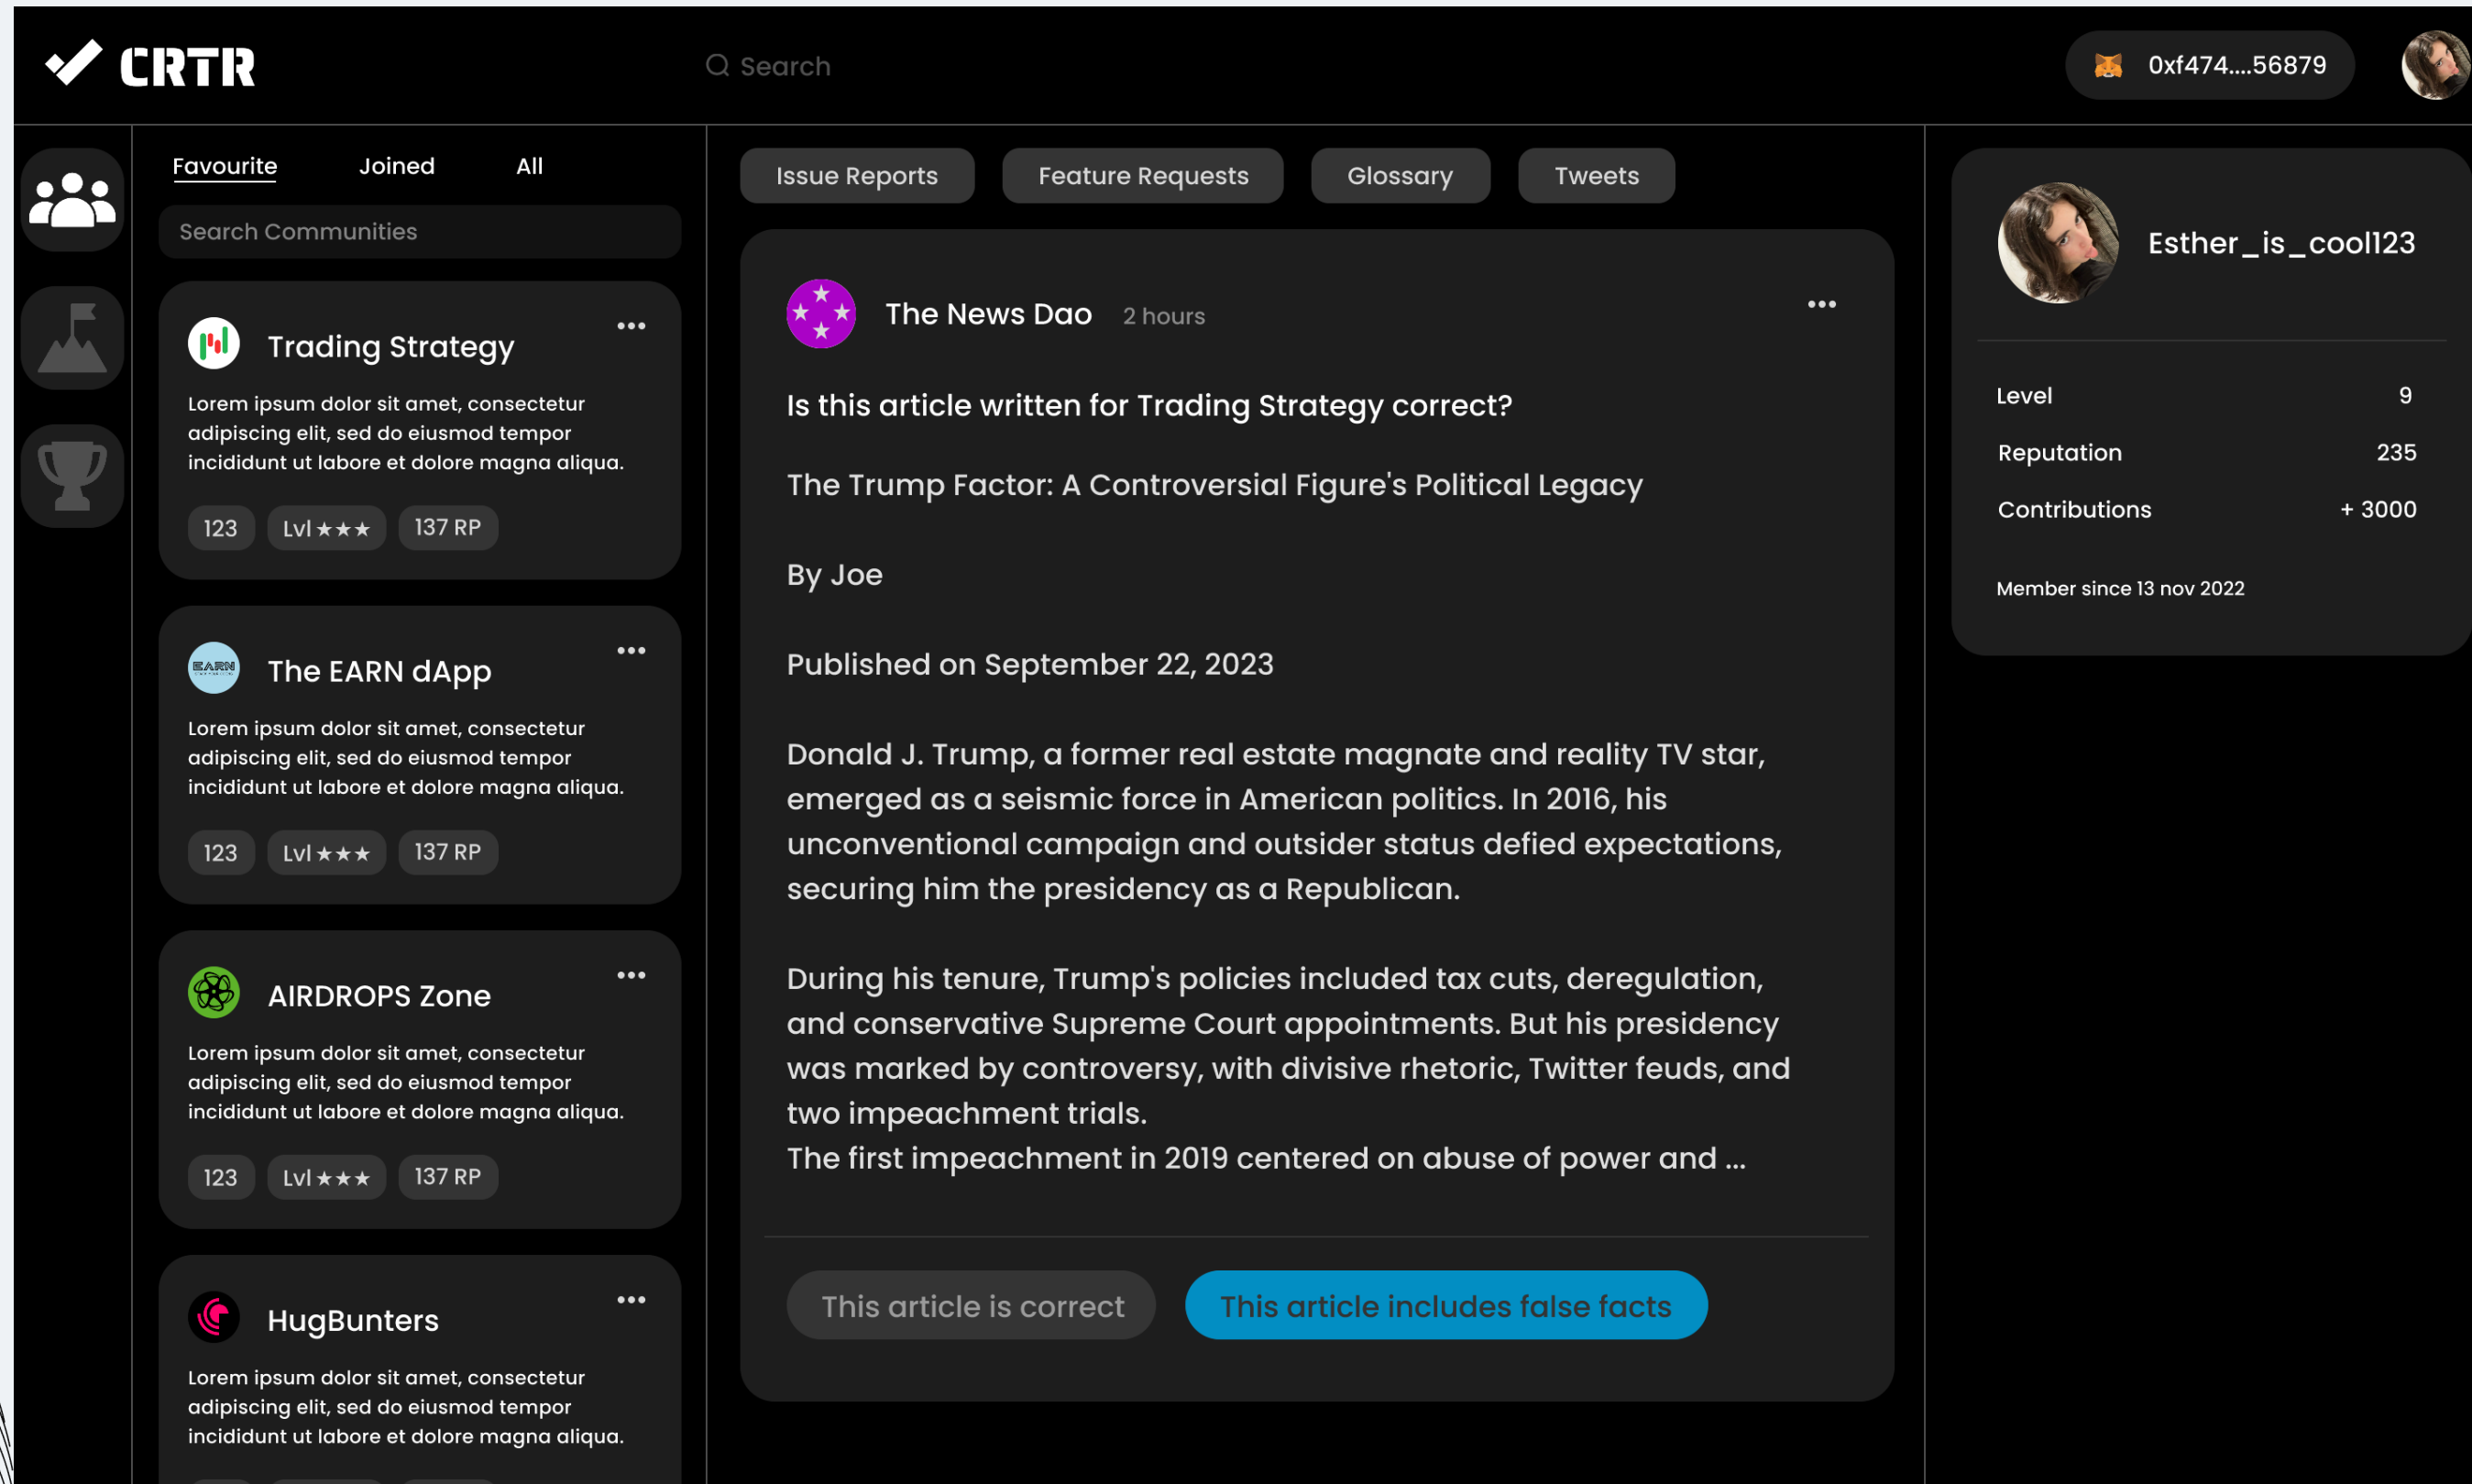 CRTR
Search
0xf474....56879
Favourite
Joined
All
Search Communities
Trading Strategy
Lorem ipsum dolor sit amet, consectetur
adipiscing elit, sed do eiusmod tempor
incididunt ut labore et dolore magna aliqua.
123
Lvl ★★★
137 RP
The EARN dApp
EARN
Lorem ipsum dolor sit amet, consectetur
adipiscing elit, sed do eiusmod tempor
incididunt ut labore et dolore magna aliqua.
123
Lvl ★★★
137 RP
AIRDROPS Zone
Lorem ipsum dolor sit amet, consectetur
adipiscing elit, sed do eiusmod tempor
incididunt ut labore et dolore magna aliqua.
123
Lvl ★★★
137 RP
HugBunters
Lorem ipsum dolor sit amet, consectetur
adipiscing elit, sed do eiusmod tempor
incididunt ut labore et dolore magna aliqua.
Issue Reports
Feature Requests
Glossary
Tweets
The News Dao 2 hours
Is this article written for Trading Strategy correct?
The Trump Factor: A Controversial Figure's Political Legacy
By Joe
Published on September 22, 2023
Donald J. Trump, a former real estate magnate and reality TV star,
emerged as a seismic force in American politics. In 2016, his
unconventional campaign and outsider status defied expectations,
securing him the presidency as a Republican.
During his tenure, Trump's policies included tax cuts, deregulation,
and conservative Supreme Court appointments. But his presidency
was marked by controversy, with divisive rhetoric, Twitter feuds, and
two impeachment trials.
The first impeachment in 2019 centered on abuse of power and ...
This article is correct
This article includes false facts
Esther_is_cool123
Level 9
Reputation 235
Contributions + 3000
Member since 13 nov 2022